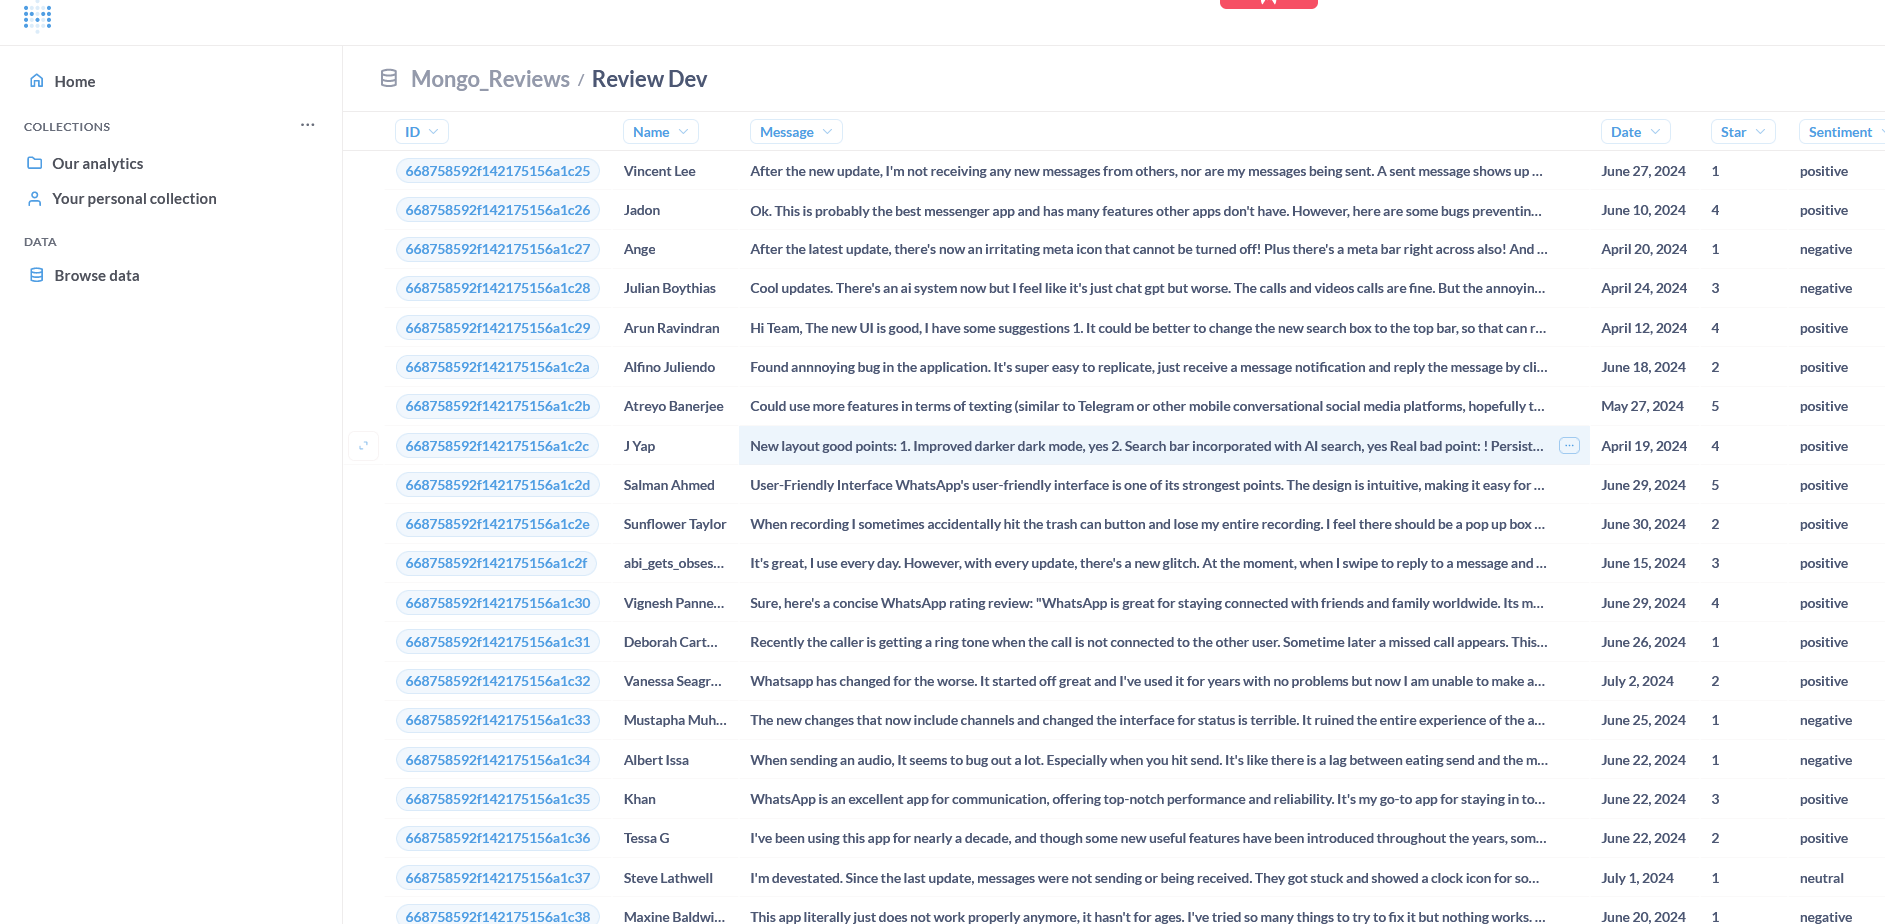 Home
COLLECTIONS
...
Our analytics
Your personal collection
DATA
Browse data
Mongo_Reviews / Review Dev
ID Name Message Date Star Sentiment
668758592f142175156a1c25 Vincent Lee After the new update, I'm not receiving any new messages from others, nor are my messages being sent. A sent message shows up ... June 27, 2024 1 positive
668758592f142175156a1c26 Jadon Ok. This is probably the best messenger app and has many features other apps don't have. However, here are some bugs preventin... June 10, 2024 4 positive
668758592f142175156a1c27 Ange After the latest update, there's now an irritating meta icon that cannot be turned off! Plus there's a meta bar right across also! And ... April 20, 2024 1 negative
668758592f142175156a1c28 Julian Boythias Cool updates. There's an ai system now but I feel like it's just chat gpt but worse. The calls and videos calls are fine. But the annoyin... April 24, 2024 3 negative
668758592f142175156a1c29 Arun Ravindran Hi Team, The new UI is good, I have some suggestions 1. It could be better to change the new search box to the top bar, so that can r... April 12, 2024 4 positive
668758592f142175156a1c2a Alfino Juliendo Found annnoying bug in the application. It's super easy to replicate, just receive a message notification and reply the message by cli... June 18, 2024 2 positive
668758592f142175156a1c2b Atreyo Banerjee Could use more features in terms of texting (similar to Telegram or other mobile conversational social media platforms, hopefully t... May 27, 2024 5 positive
668758592f142175156a1c2c J Yap New layout good points: 1. Improved darker dark mode, yes 2. Search bar incorporated with AI search, yes Real bad point: ! Persist... ... April 19, 2024 4 positive
668758592f142175156a1c2d Salman Ahmed User-Friendly Interface WhatsApp's user-friendly interface is one of its strongest points. The design is intuitive, making it easy for ... June 29, 2024 5 positive
668758592f142175156a1c2e Sunflower Taylor When recording I sometimes accidentally hit the trash can button and lose my entire recording. I feel there should be a pop up box ... June 30, 2024 2 positive
668758592f142175156a1c2f abi_gets_obses... It's great, I use every day. However, with every update, there's a new glitch. At the moment, when I swipe to reply to a message and ... June 15, 2024 3 positive
668758592f142175156a1c30 Vignesh Panne... Sure, here's a concise WhatsApp rating review: "WhatsApp is great for staying connected with friends and family worldwide. Its m... June 29, 2024 4 positive
668758592f142175156a1c31 Deborah Cart... Recently the caller is getting a ring tone when the call is not connected to the other user. Sometime later a missed call appears. This... June 26, 2024 1 positive
668758592f142175156a1c32 Vanessa Seagr... Whatsapp has changed for the worse. It started off great and I've used it for years with no problems but now I am unable to make a... July 2, 2024 2 positive
668758592f142175156a1c33 Mustapha Muh... The new changes that now include channels and changed the interface for status is terrible. It ruined the entire experience of the a... June 25, 2024 1 negative
668758592f142175156a1c34 Albert Issa When sending an audio, It seems to bug out a lot. Especially when you hit send. It's like there is a lag between eating send and the m... June 22, 2024 1 negative
668758592f142175156a1c35 Khan WhatsApp is an excellent app for communication, offering top-notch performance and reliability. It's my go-to app for staying in to... June 22, 2024 3 positive
668758592f142175156a1c36 Tessa G I've been using this app for nearly a decade, and though some new useful features have been introduced throughout the years, som... June 22, 2024 2 positive
668758592f142175156a1c37 Steve Lathwell I'm devestated. Since the last update, messages were not sending or being received. They got stuck and showed a clock icon for so... July 1, 2024 1 neutral
668758592f142175156a1c38 Maxine Baldwi... This app literally just does not work properly anymore, it hasn't for ages. I've tried so many things to try to fix it but nothing works. ... June 20, 2024 1 negative